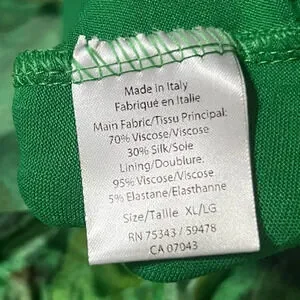 Made in Italy
Fabriqué en Italie
Main Fabric/Tissu Principal:
70% Viscose/Viscose
30% Silk/Soie
Lining/Doublure:
95% Viscose/Viscose
5% Elastane/Elasthanne
Size/Taille XL/LG
RN 75343 / 59478
CA 07043